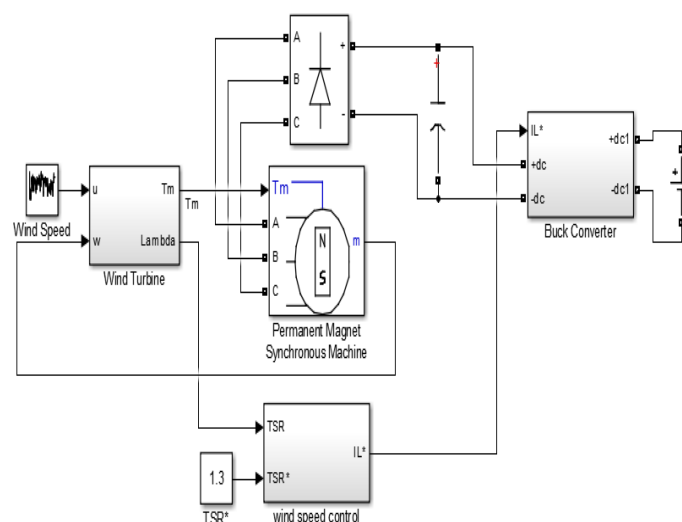 A
+
B
C
-
+
IL*
+dc1
+dc
-dc1
-dc
+
Buck Converter
Wind Speed
u
Tm
w
Lambda
Tm
Wind Turbine
Tm
A
B
C
N
S
m
Permanent Magnet
Synchronous Machine
TSR
IL*
TSR*
1.3
TSR*
wind speed control